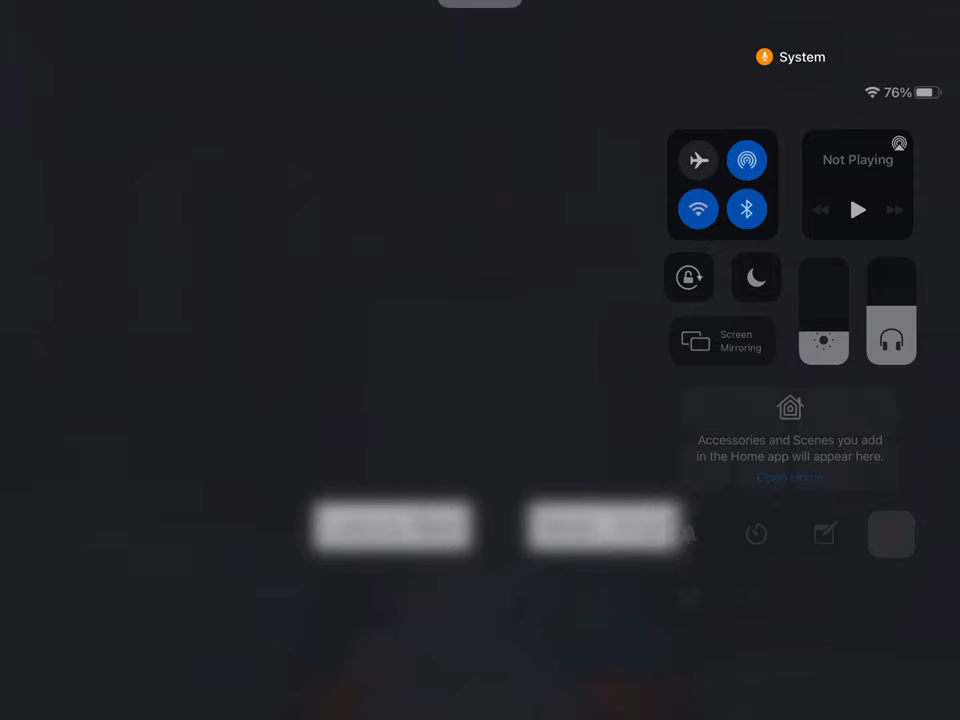 System
76%
Not Playing
Screen
Mirroring
Accessories and Scenes you add
in the Home app will appear here.
Open Home